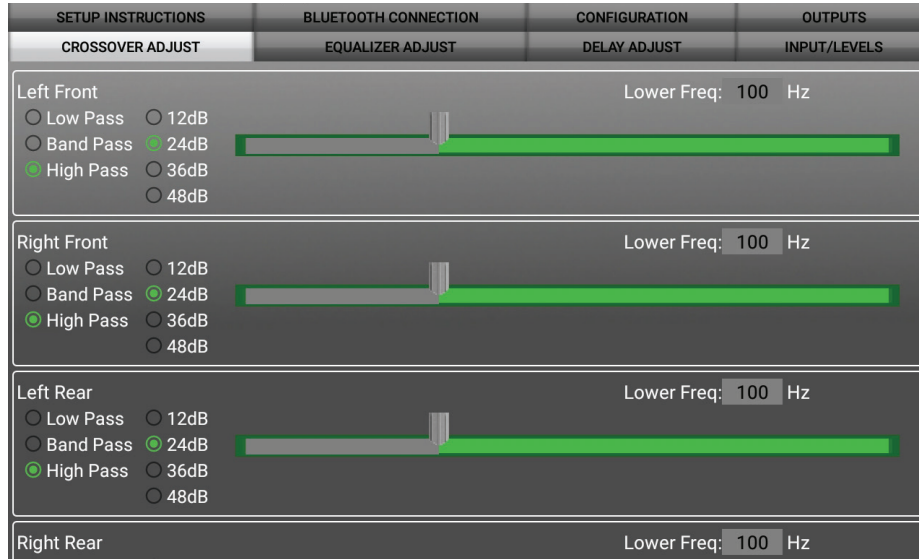 SETUP INSTRUCTIONS BLUETOOTH CONNECTION CONFIGURATION OUTPUTS
CROSSOVER ADJUST EQUALIZER ADJUST DELAY ADJUST INPUT/LEVELS
Left Front Lower Freq: 100 Hz
Low Pass 12dB
Band Pass 24dB
High Pass 36dB
48dB
Right Front Lower Freq: 100 Hz
Low Pass 12dB
Band Pass 24dB
High Pass 36dB
48dB
Left Rear Lower Freq: 100 Hz
Low Pass 12dB
Band Pass 24dB
High Pass 36dB
48dB
Right Rear Lower Freq: 100 Hz